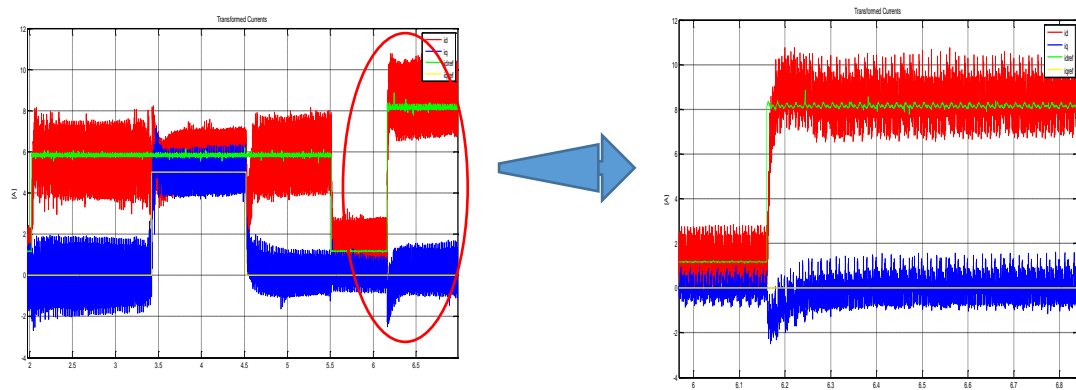 Transformed Currents
id
iq
idref
iqref
12
10
8
6
4
2
0
-2
-4
[A]
2 2.5 3 3.5 4 4.5 5 5.5 6 6.5
Transformed Currents
id
iq
idref
iqref
12
10
8
6
4
2
0
-2
-4
[A]
6 6.1 6.2 6.3 6.4 6.5 6.6 6.7 6.8